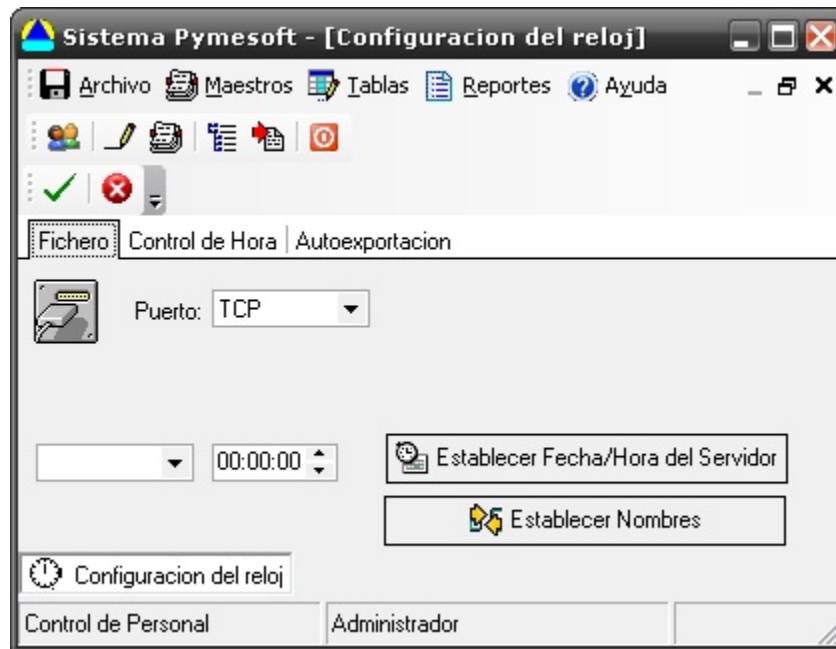 Sistema Pymesoft - [Configuracion del reloj]
Archivo Maestros Tablas Reportes Ayuda
Fichero Control de Hora Autoexportacion
Puerto: TCP
00:00:00 Establecer Fecha/Hora del Servidor
Establecer Nombres
Configuracion del reloj
Control de Personal Administrador